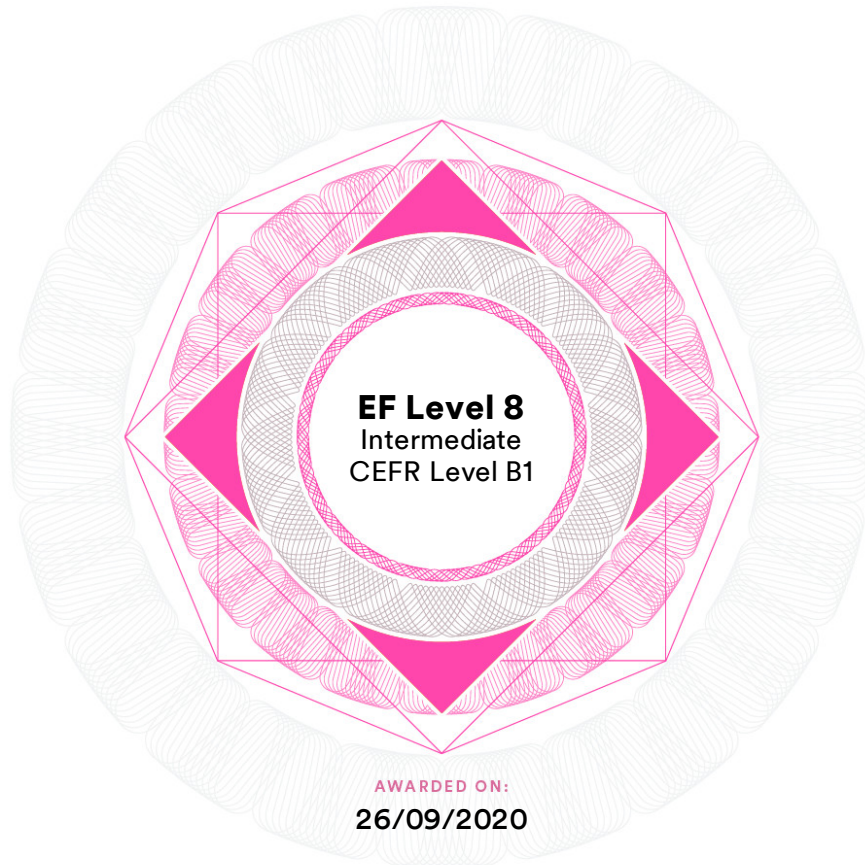 EF Level 8
Intermediate
CEFR Level B1
AWARDED ON:
26/09/2020